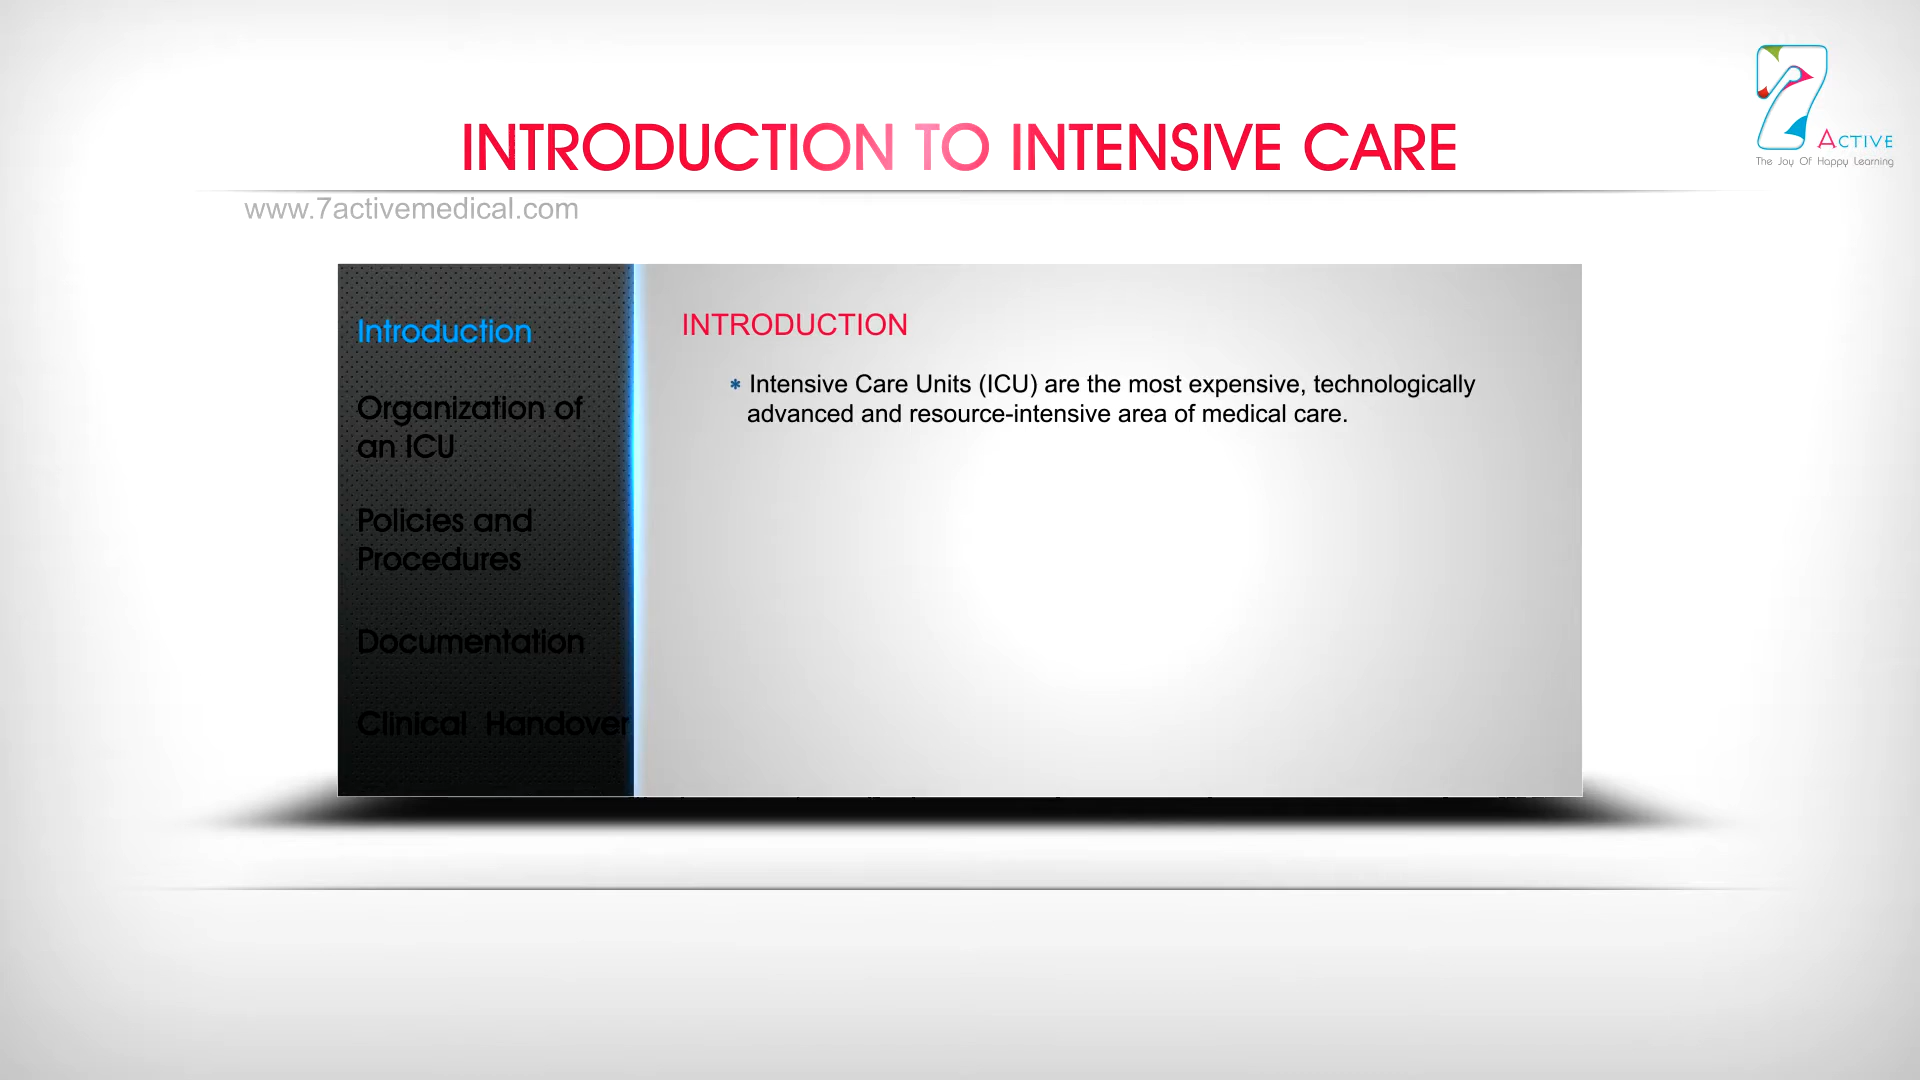 INTRODUCTION TO INTENSIVE CARE
7 ACTIVE
The Joy Of Happy Learning
www.7activemedical.com
Introduction
Organization of
an ICU
Policies and
Procedures
Documentation
Clinical Handover
INTRODUCTION
* Intensive Care Units (ICU) are the most expensive, technologically
advanced and resource-intensive area of medical care.